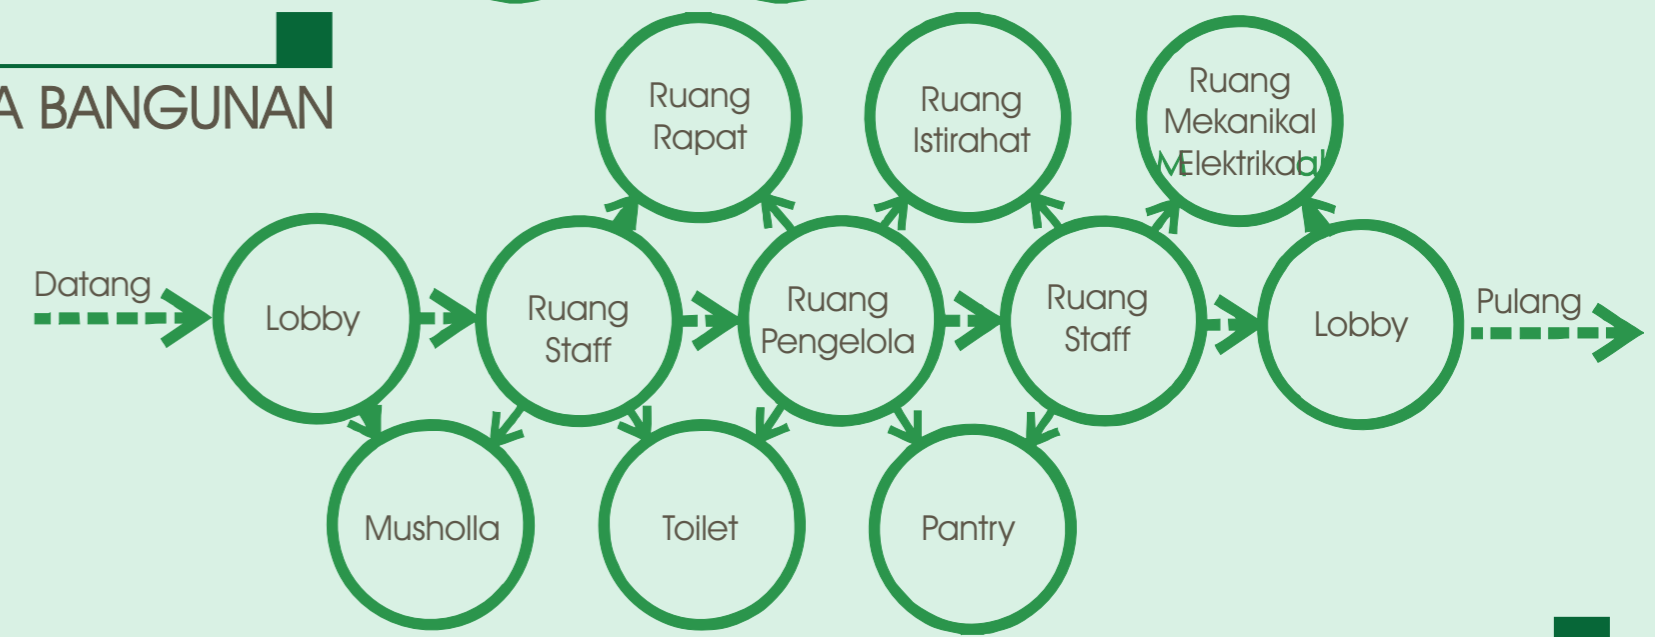 A BANGUNAN
Ruang
Rapat
Ruang
Istirahat
Ruang
Mekanikal
Elektrikal
Datang
Lobby
Ruang
Staff
Ruang
Pengelola
Ruang
Staff
Lobby
Pulang
Musholla
Toilet
Pantry